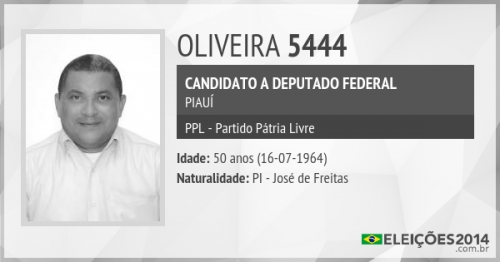 OLIVEIRA 5444
CANDIDATO A DEPUTADO FEDERAL
PIAUÍ
PPL - Partido Pátria Livre
Idade: 50 anos (16-07-1964)
Naturalidade: PI - José de Freitas
ELEIÇÕES2014
.com.br